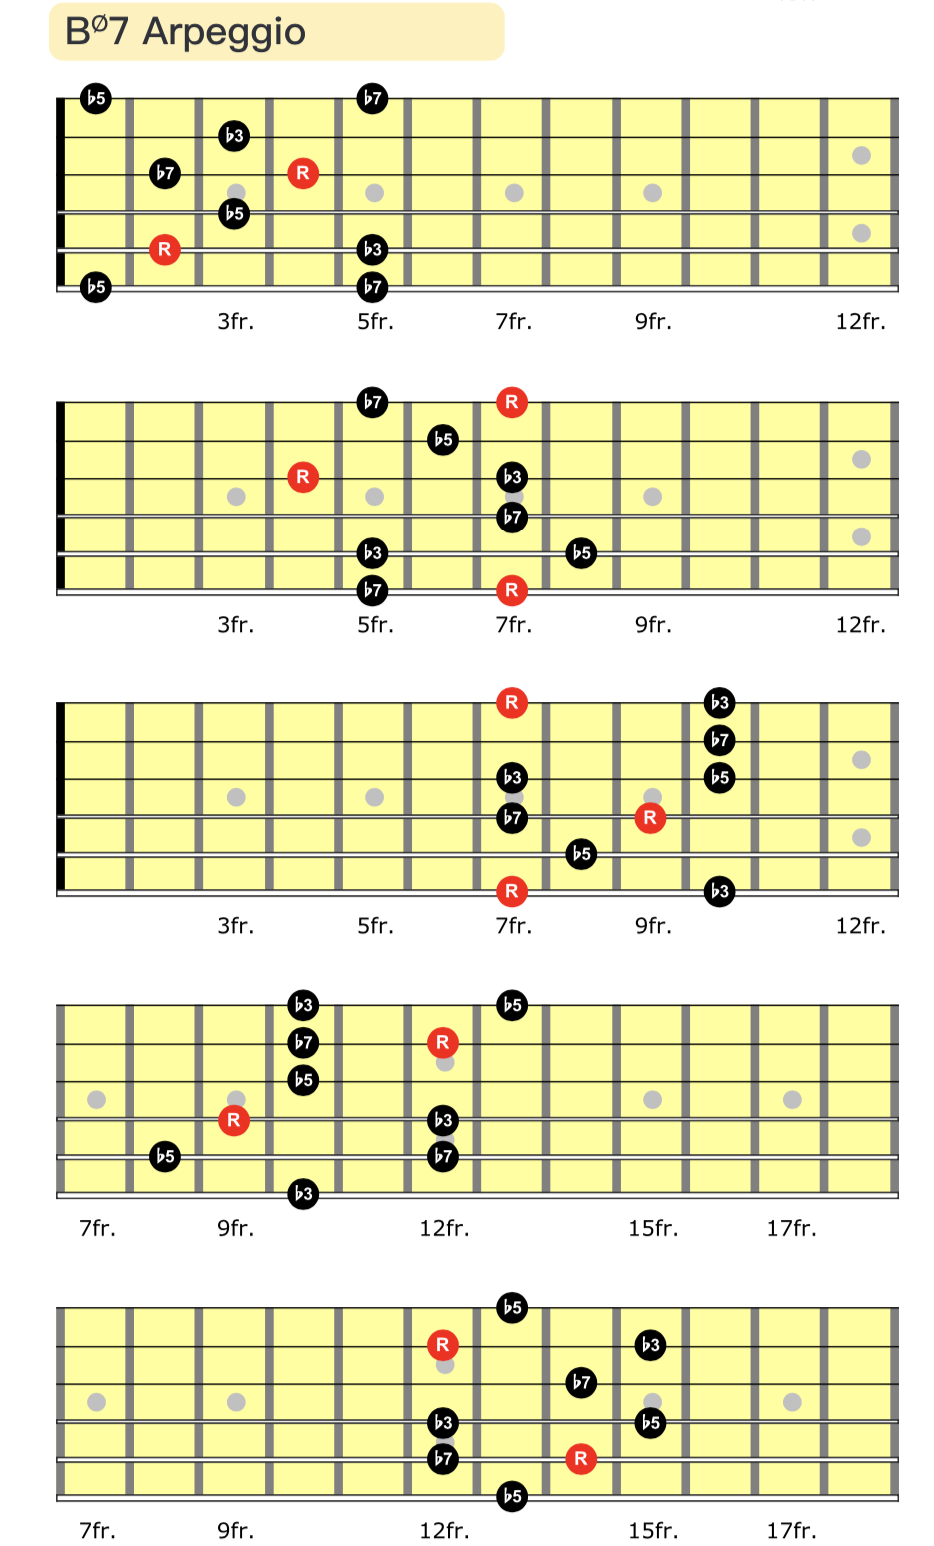 Bø7 Arpeggio
♭5 ♭7
♭3
♭7 R
♭5
R ♭3
♭5 ♭7
3fr. 5fr. 7fr. 9fr. 12fr.
♭7 R
♭5
R ♭3
♭7
♭3 ♭5
♭7 R
3fr. 5fr. 7fr. 9fr. 12fr.
R ♭3
♭7
♭3 ♭5
♭7 R
♭5
R ♭3
3fr. 5fr. 7fr. 9fr. 12fr.
♭3 ♭5
♭7 R
♭5
R ♭3
♭5 ♭7
♭3
7fr. 9fr. 12fr. 15fr. 17fr.
♭5
R ♭3
♭7
♭3 ♭5
♭7 R
♭5
7fr. 9fr. 12fr. 15fr. 17fr.